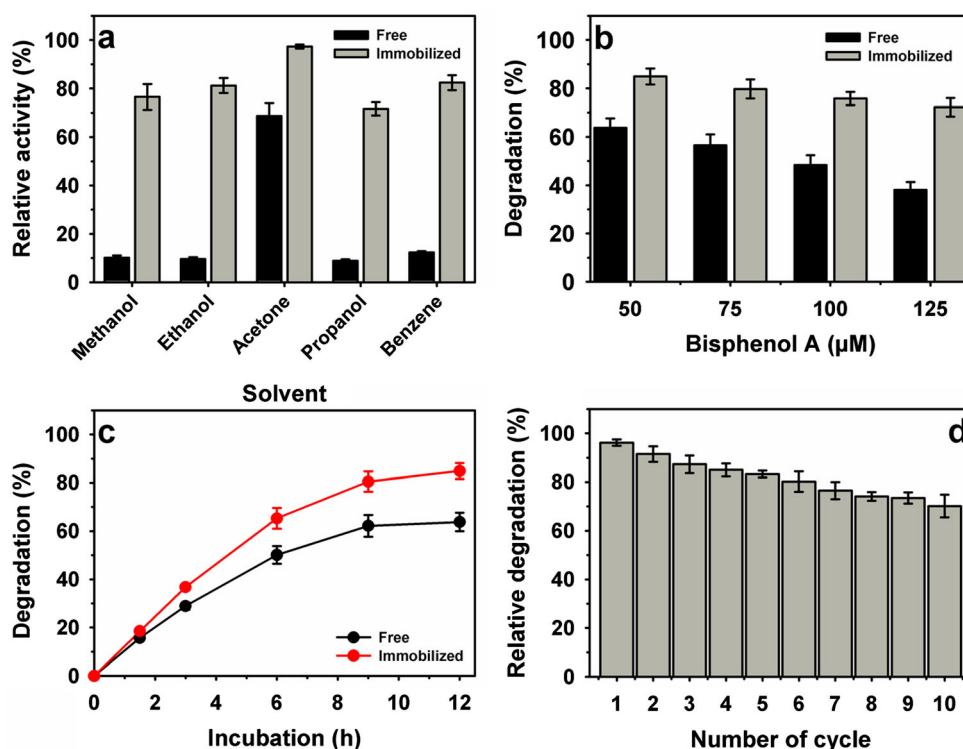 a
Free
Immobilized
Relative activity (%)
100
80
60
40
20
0
Methanol
Ethanol
Acetone
Propanol
Benzene
Solvent
b
Free
Immobilized
Degradation (%)
100
80
60
40
20
0
50 75 100 125
Bisphenol A (µM)
c
Degradation (%)
100
80
60
40
20
0
Free
Immobilized
0 2 4 6 8 10 12
Incubation (h)
d
Relative degradation (%)
100
80
60
40
20
0
1 2 3 4 5 6 7 8 9 10
Number of cycle